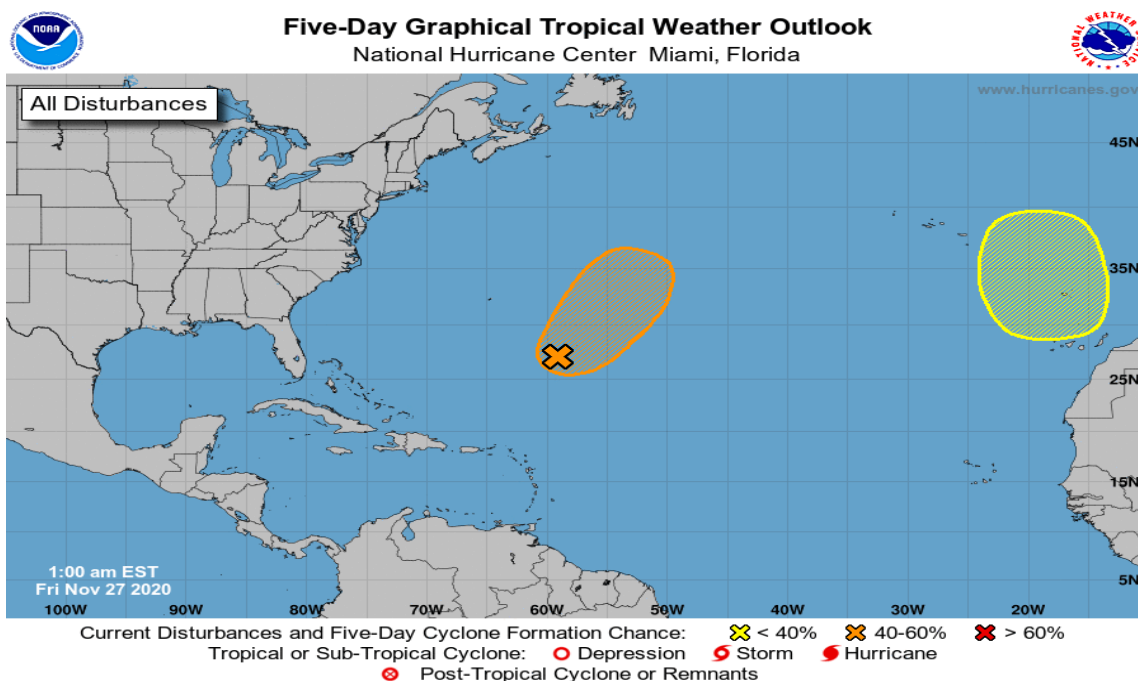 Five-Day Graphical Tropical Weather Outlook
National Hurricane Center Miami, Florida
NOAA
All Disturbances
www.hurricanes.gov
45N
35N
25N
15N
5N
1:00 am EST
Fri Nov 27 2020
100W 90W 80W 70W 60W 50W 40W 30W 20W
Current Disturbances and Five-Day Cyclone Formation Chance: < 40% 40-60% > 60%
Tropical or Sub-Tropical Cyclone: Depression Storm Hurricane
Post-Tropical Cyclone or Remnants